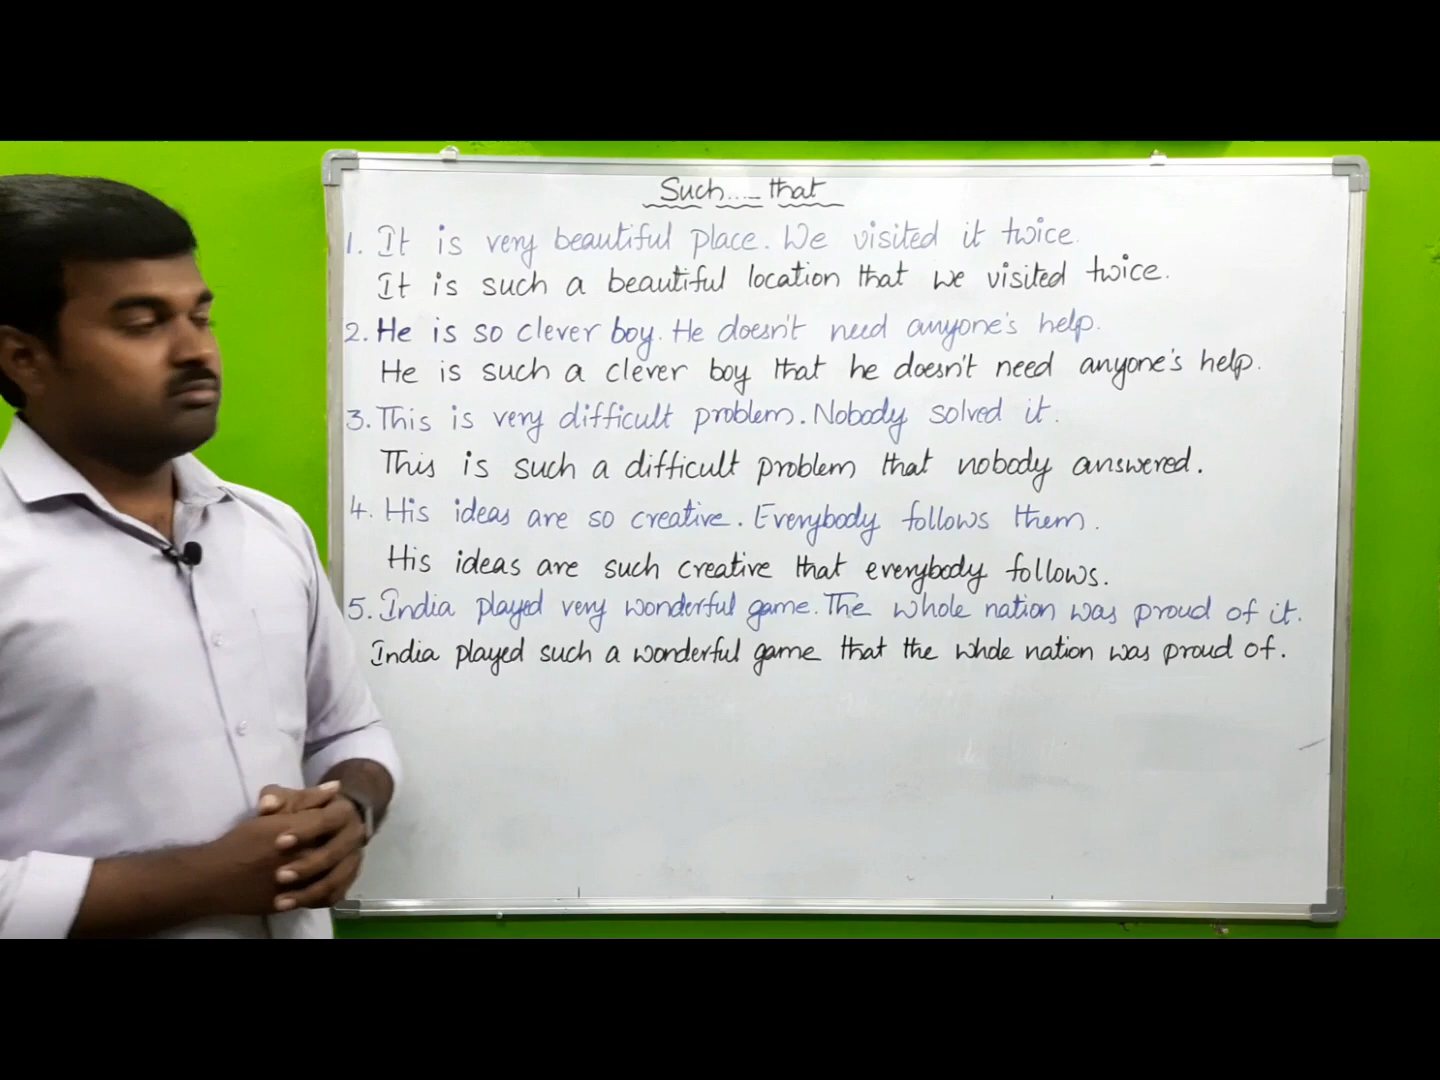 Such.... that
1. It is very beautiful place. We visited it twice.
It is such a beautiful location that we visited twice.
2. He is so clever boy. He doesn't need anyone's help.
He is such a clever boy that he doesn't need anyone's help.
3. This is very difficult problem. Nobody solved it.
This is such a difficult problem that nobody answered.
4. His ideas are so creative. Everybody follows them.
His ideas are such creative that everybody follows.
5. India played very wonderful game. The whole nation was proud of it.
India played such a wonderful game that the whole nation was proud of.